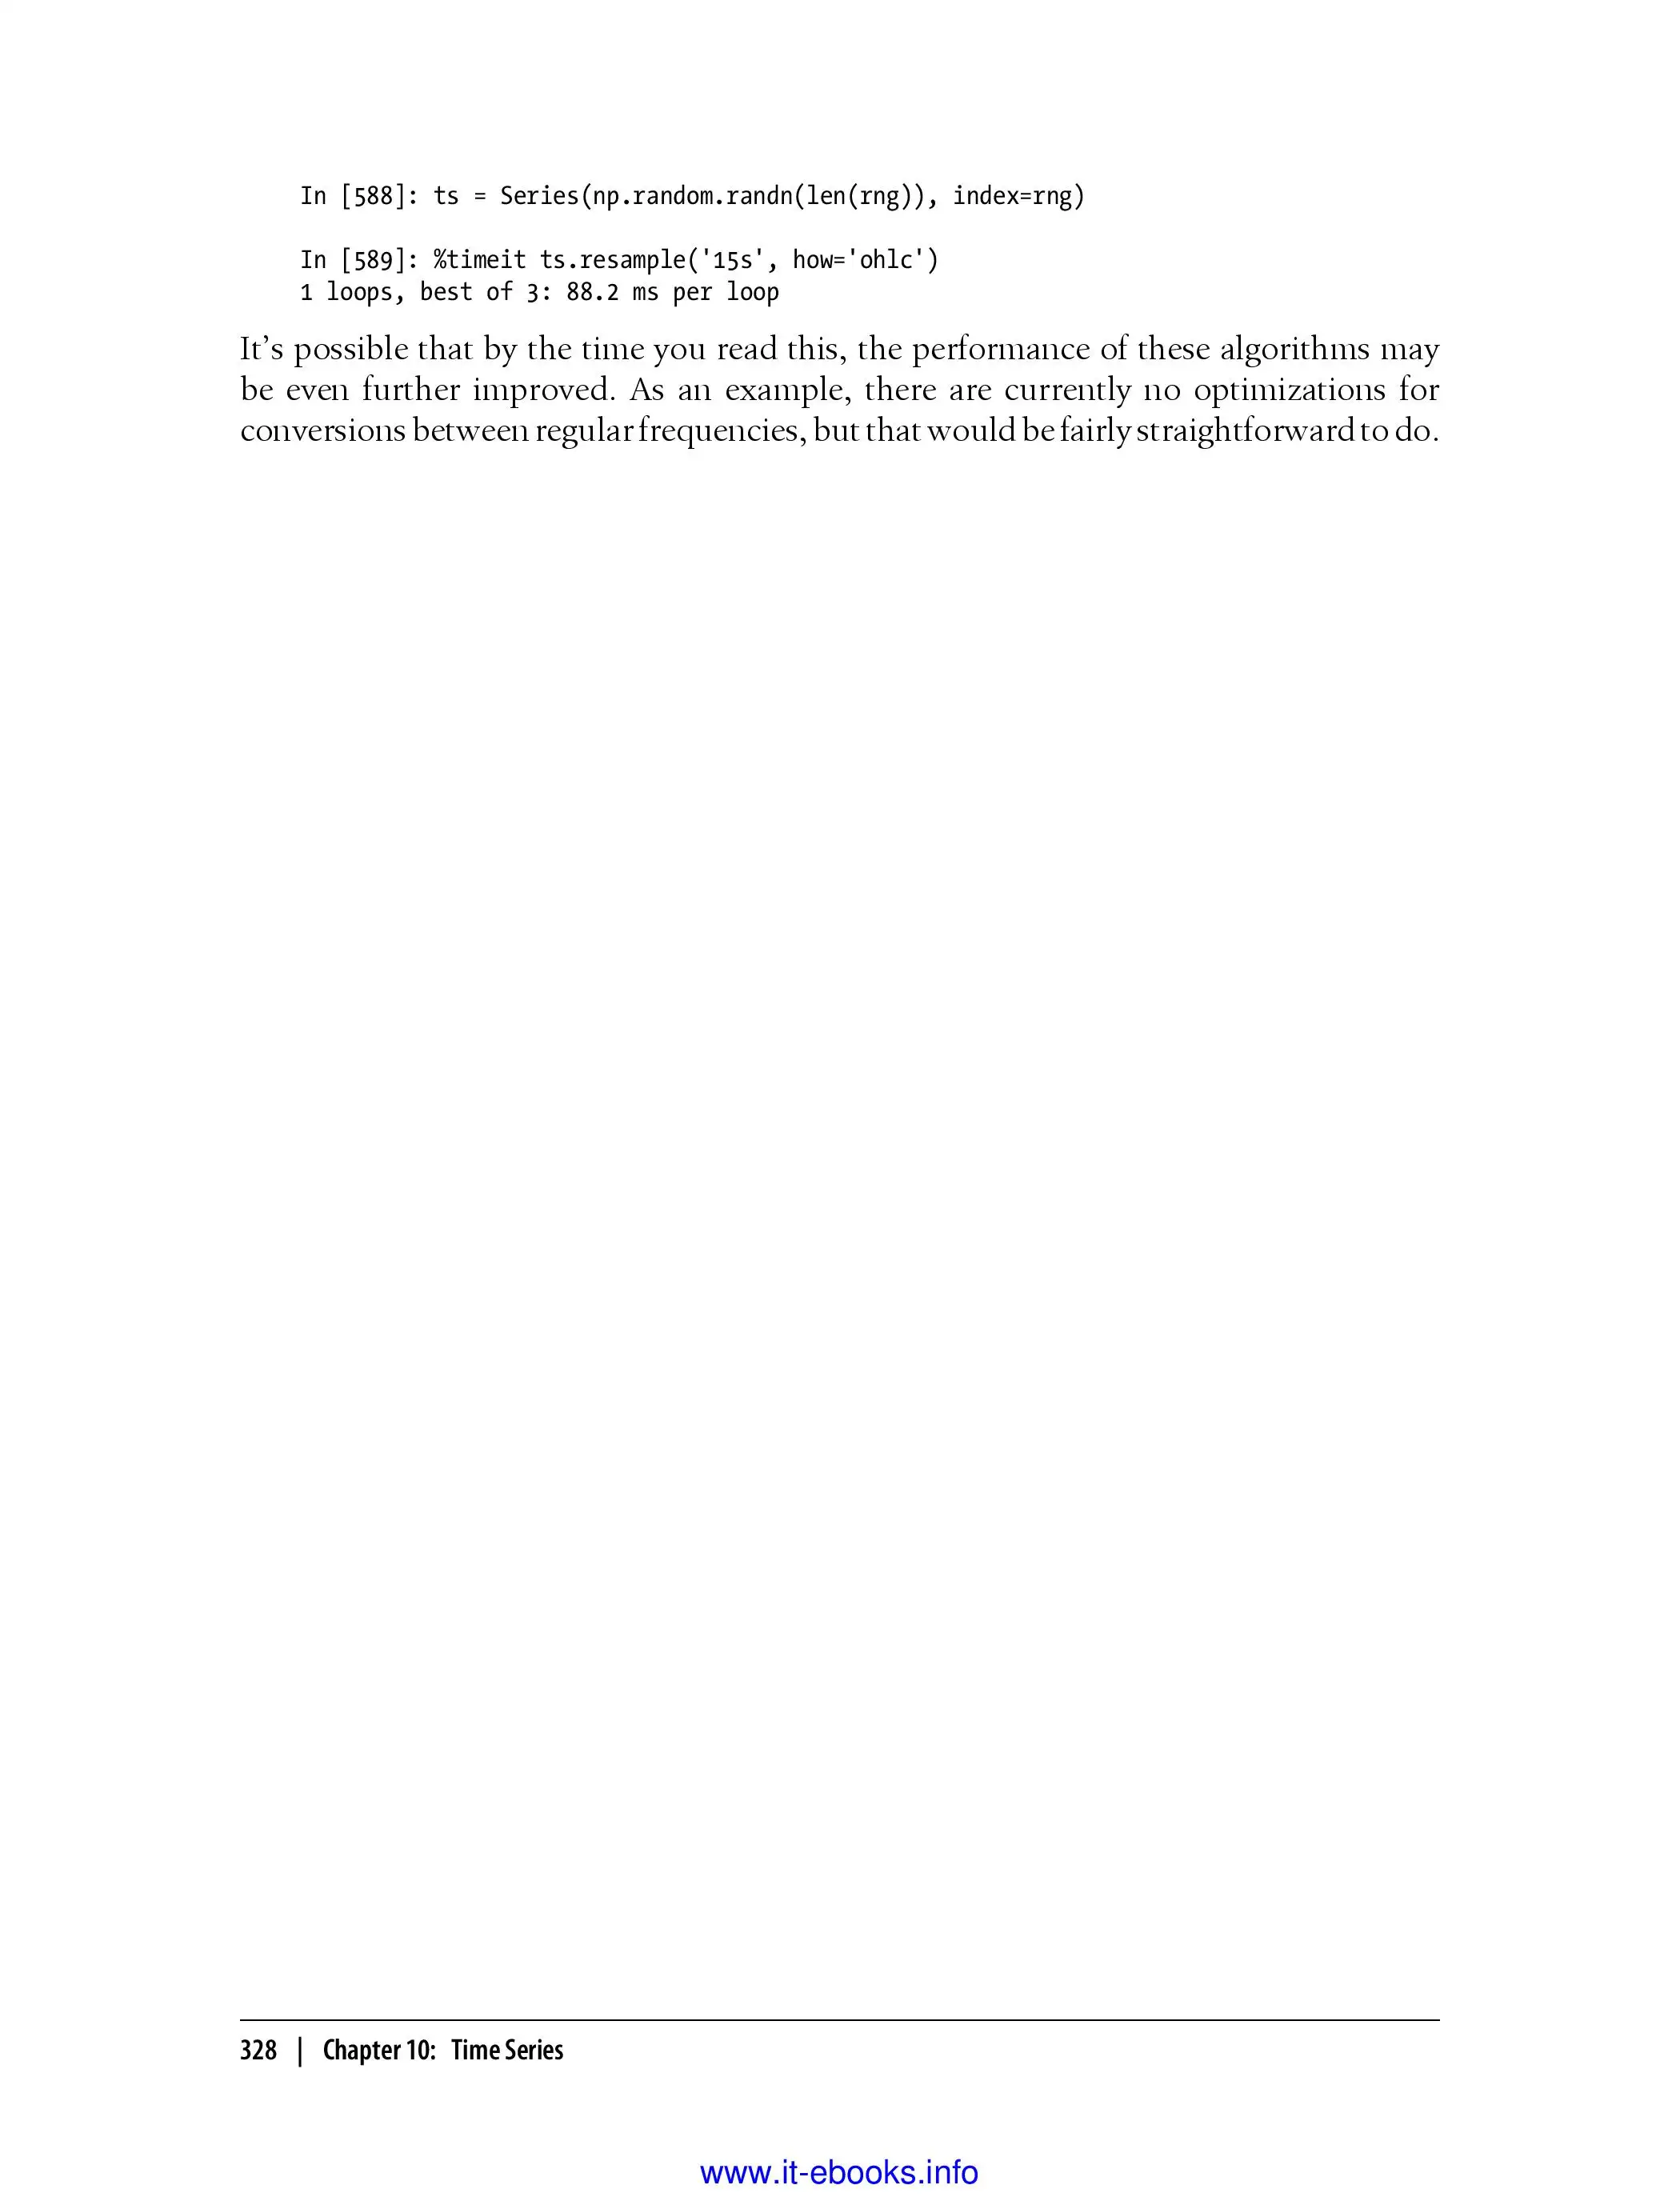 In [588]: ts = Series(np.random.randn(len(rng)), index=rng)
In [589]: %timeit ts.resample('15s', how='ohlc')
1 loops, best of 3: 88.2 ms per loop
It’s possible that by the time you read this, the performance of these algorithms may
be even further improved. As an example, there are currently no optimizations for
conversions between regular frequencies, but that would be fairly straightforward to do.
328 | Chapter 10: Time Series
www.it-ebooks.info